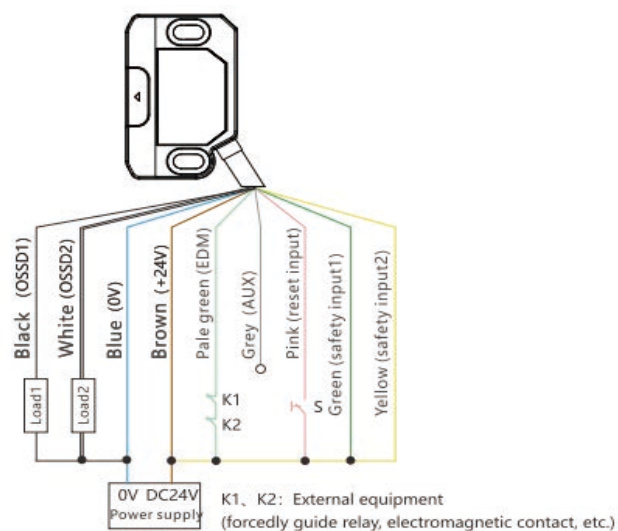 Black (OSSD1)
White (OSSD2)
Blue (0V)
Brown (+24V)
Pale green (EDM)
Grey (AUX)
Pink (reset input)
Green (safety input1)
Yellow (safety input2)
Load1
Load2
K1
K2
S
0V DC24V
Power supply
K1、K2: External equipment
(forcedly guide relay, electromagnetic contact, etc.)